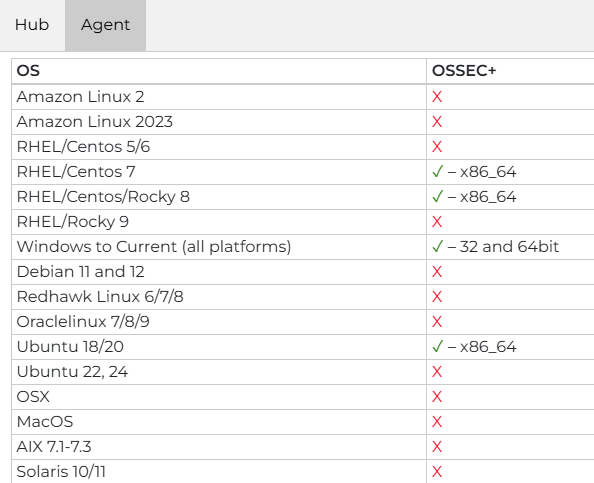 Hub Agent
OS OSSEC+
Amazon Linux 2 X
Amazon Linux 2023 X
RHEL/Centos 5/6 X
RHEL/Centos 7 ✓ – x86_64
RHEL/Centos/Rocky 8 ✓ – x86_64
RHEL/Rocky 9 X
Windows to Current (all platforms) ✓ – 32 and 64bit
Debian 11 and 12 X
Redhawk Linux 6/7/8 X
Oraclelinux 7/8/9 X
Ubuntu 18/20 ✓ – x86_64
Ubuntu 22, 24 X
OSX X
MacOS X
AIX 7.1-7.3 X
Solaris 10/11 X